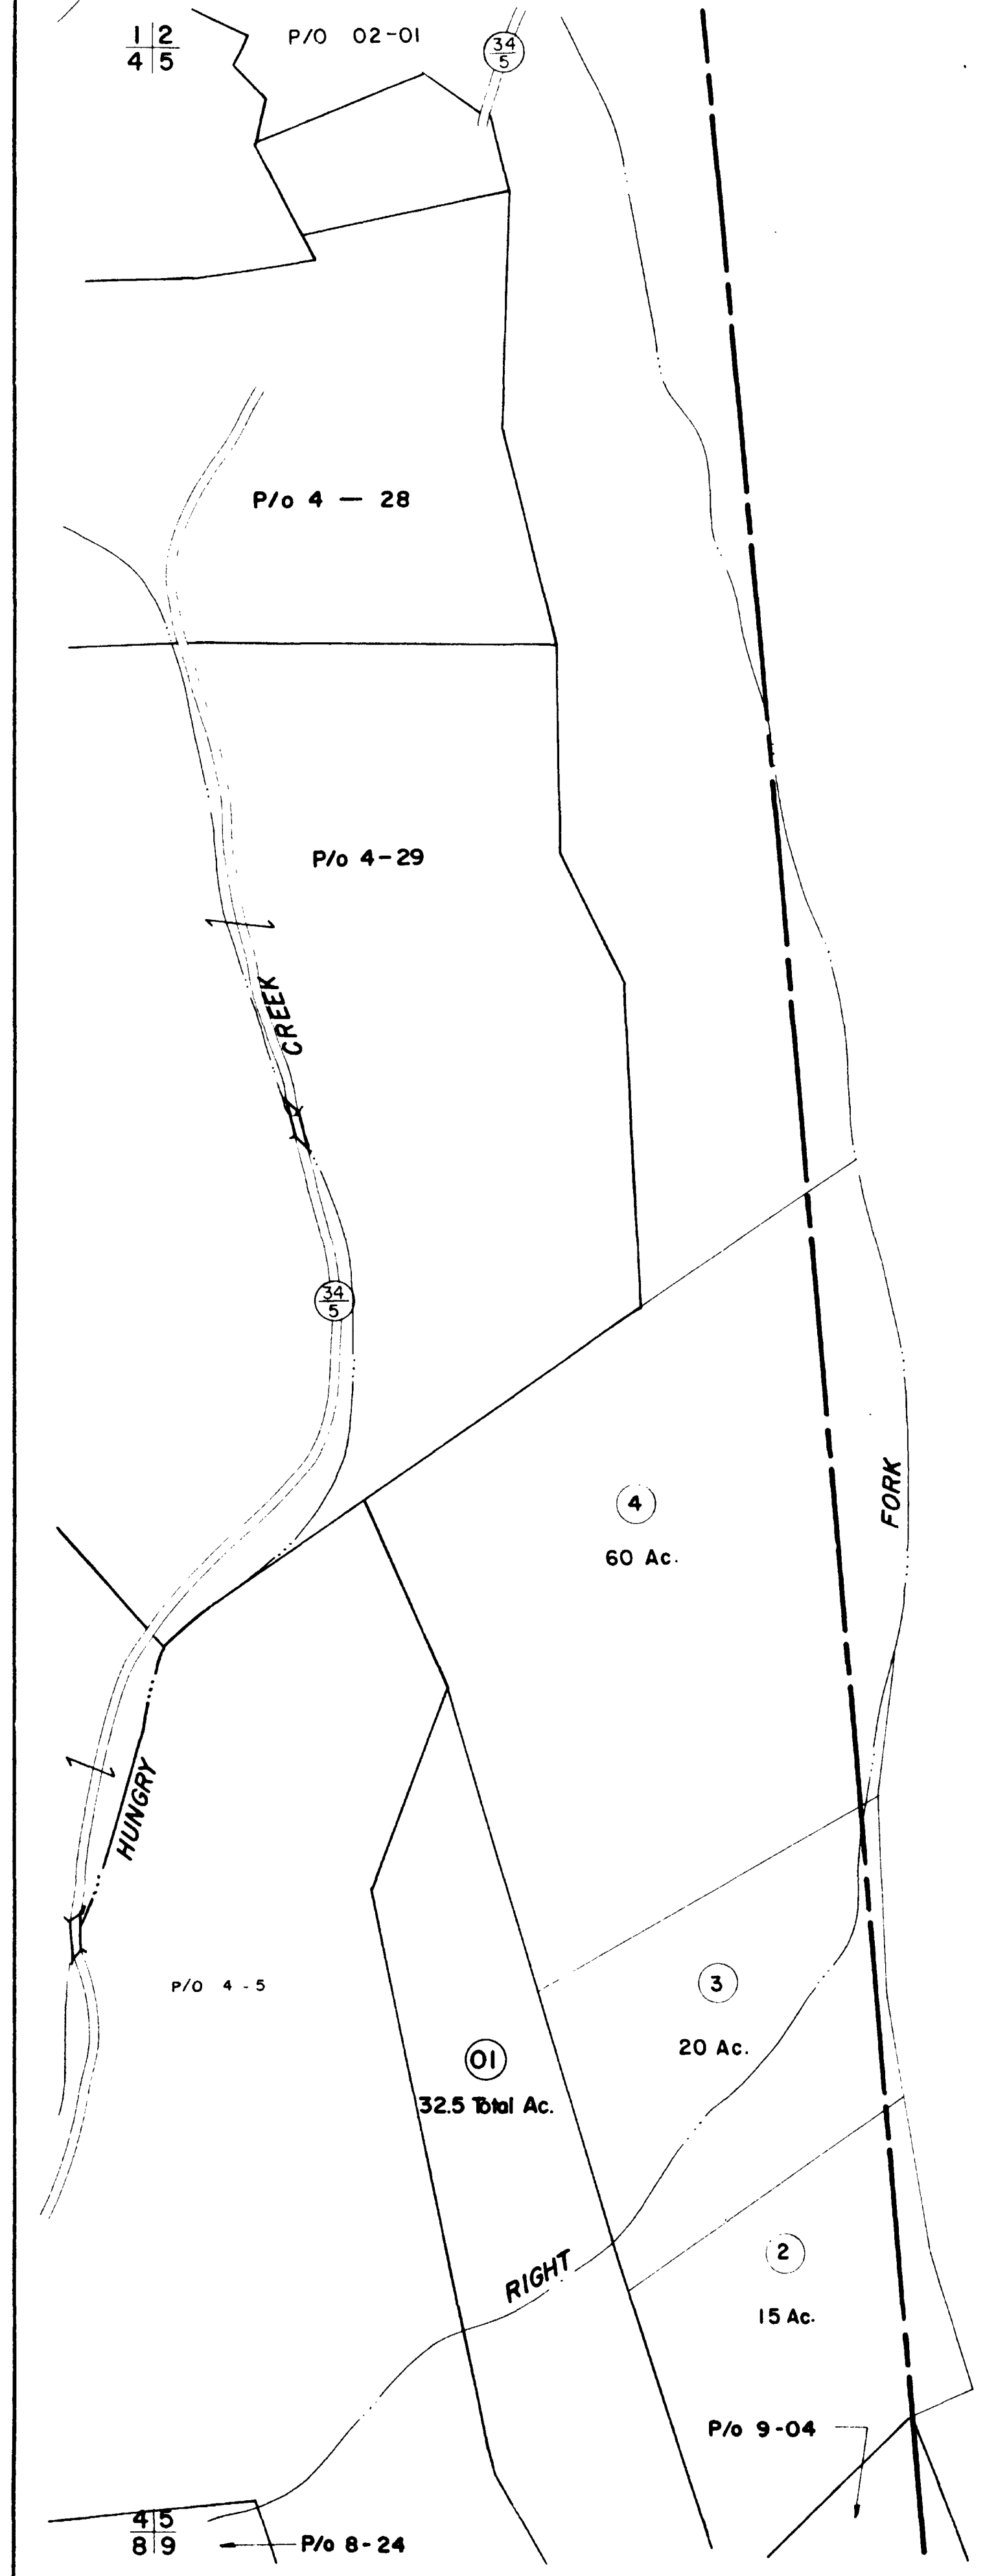 1 2
4 5
P/O 02-01
34
5
P/o 4 — 28
P/o 4-29
CREEK
34
5
4
60 Ac.
FORK
HUNGRY
P/O 4-5
3
20 Ac.
01
32.5 Total Ac.
2
15 Ac.
RIGHT
P/o 9-04
4 5
8 9
P/o 8-24